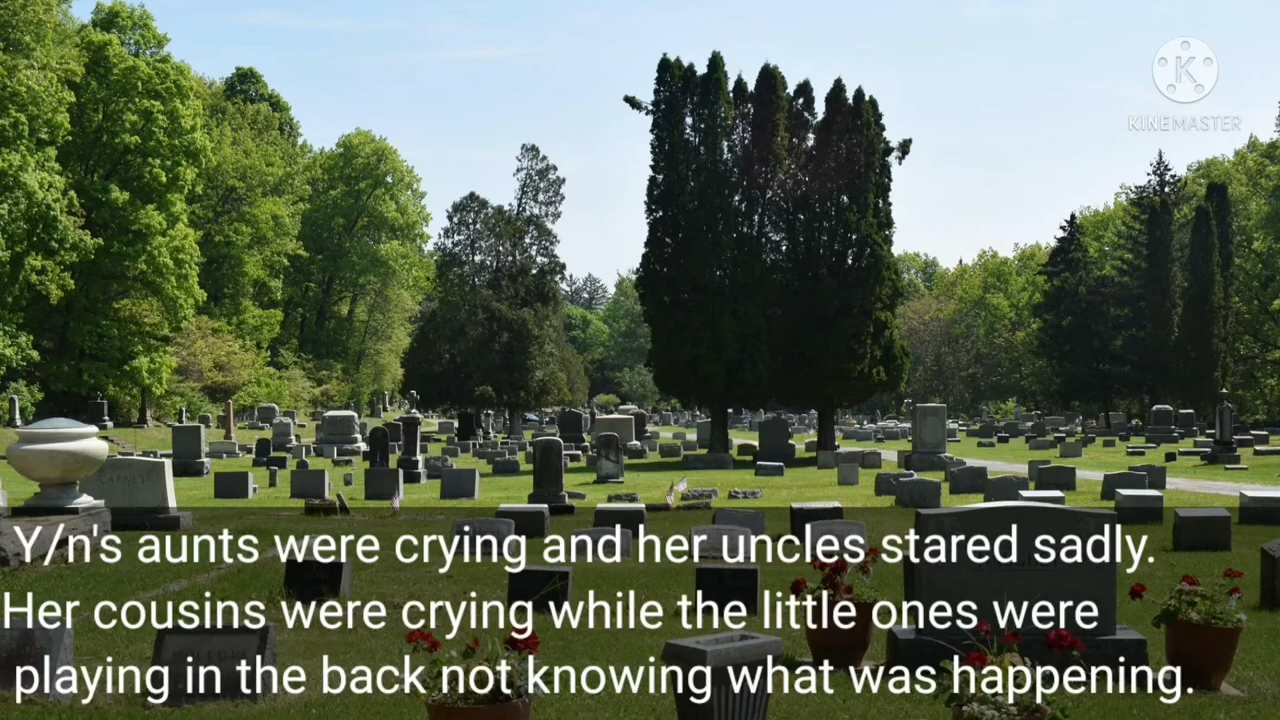 K
KINEMASTER
CARNEY
Y/n's aunts were crying and her uncles stared sadly.
Her cousins were crying while the little ones were
playing in the back not knowing what was happening.